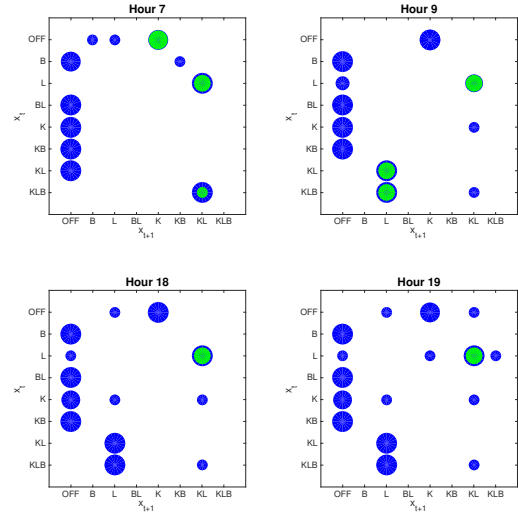 Hour 7
OFF
B
L
BL
K
KB
KL
KLB
x_t
OFF B L BL K KB KL KLB
x_{t+1}
Hour 9
OFF
B
L
BL
K
KB
KL
KLB
x_t
OFF B L BL K KB KL KLB
x_{t+1}
Hour 18
OFF
B
L
BL
K
KB
KL
KLB
x_t
OFF B L BL K KB KL KLB
x_{t+1}
Hour 19
OFF
B
L
BL
K
KB
KL
KLB
x_t
OFF B L BL K KB KL KLB
x_{t+1}